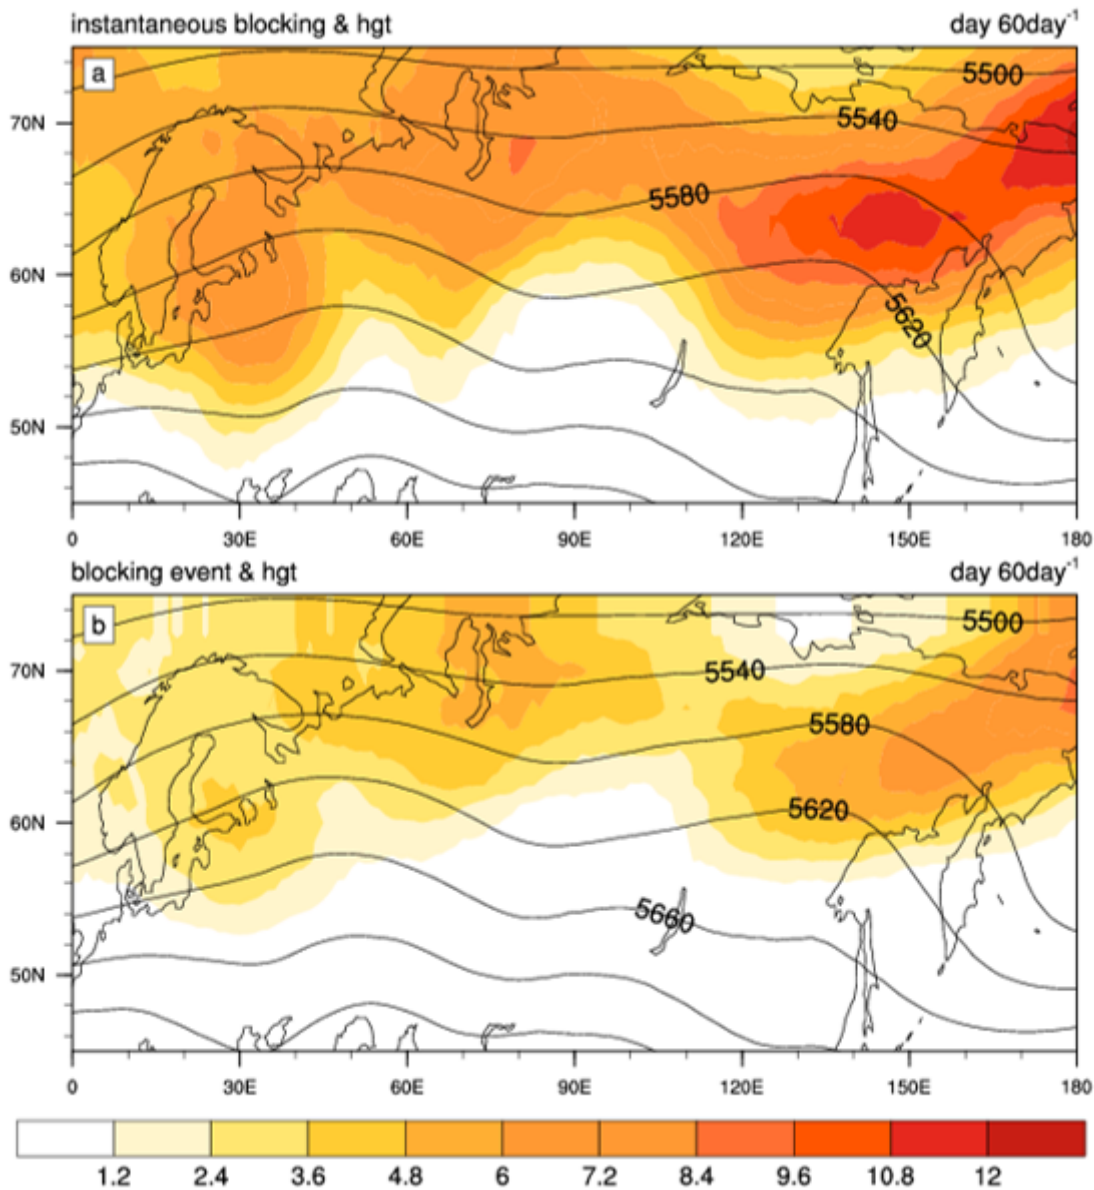 instantaneous blocking & hgt day 60day⁻¹
a
5500
70N
5540
5580
60N
5620
50N
0 30E 60E 90E 120E 150E 180
blocking event & hgt day 60day⁻¹
b
5500
70N
5540
5580
5620
60N
5660
50N
0 30E 60E 90E 120E 150E 180
1.2 2.4 3.6 4.8 6 7.2 8.4 9.6 10.8 12